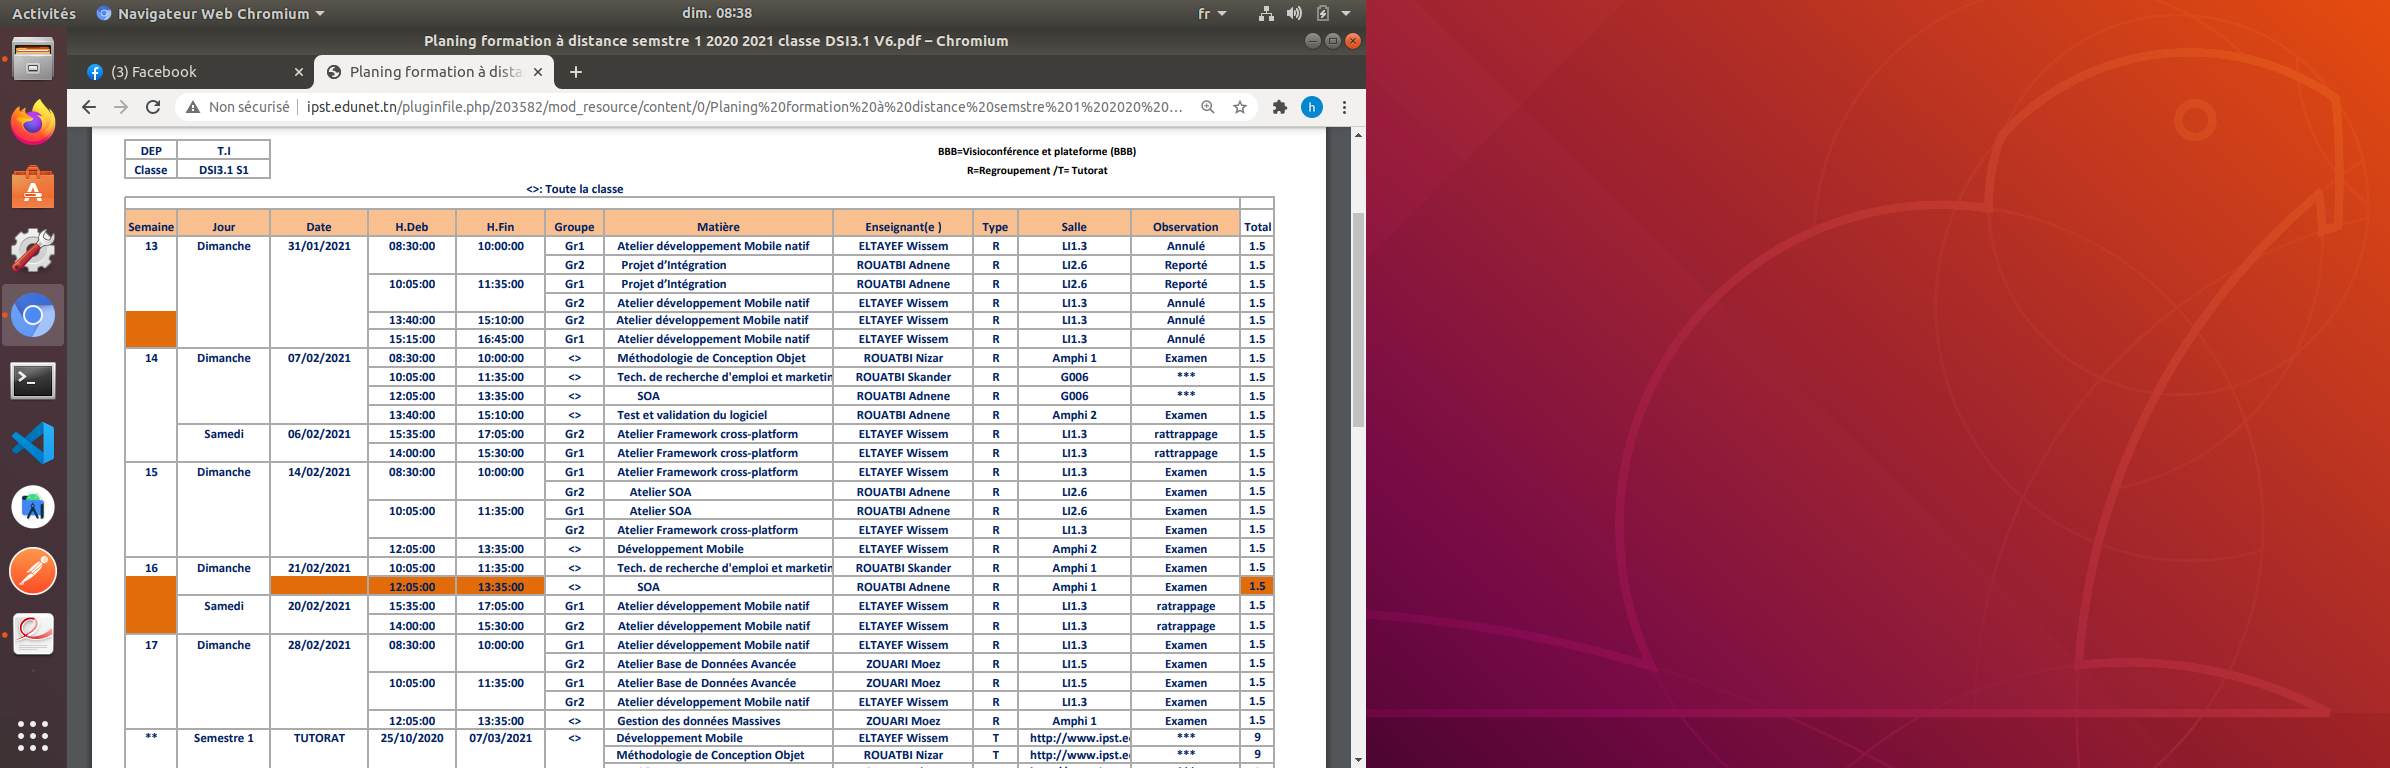 Activités Navigateur Web Chromium dim. 08:38 fr
Planing formation à distance semstre 1 2020 2021 classe DSI3.1 V6.pdf – Chromium
(3) Facebook Planing formation à dista
Non sécurisé ipst.edunet.tn/pluginfile.php/203582/mod_resource/content/0/Planing%20formation%20à%20distance%20semstre%201%202020%20... h
DEP T.I BBB=Visioconférence et plateforme (BBB)
Classe DSI3.1 S1 R=Regroupement /T= Tutorat
<>: Toute la classe
Semaine Jour Date H.Deb H.Fin Groupe Matière Enseignant(e ) Type Salle Observation Total
13 Dimanche 31/01/2021 08:30:00 10:00:00 Gr1 Atelier développement Mobile natif ELTAYEF Wissem R LI1.3 Annulé 1.5
Gr2 Projet d’Intégration ROUATBI Adnene R LI2.6 Reporté 1.5
10:05:00 11:35:00 Gr1 Projet d’Intégration ROUATBI Adnene R LI2.6 Reporté 1.5
Gr2 Atelier développement Mobile natif ELTAYEF Wissem R LI1.3 Annulé 1.5
13:40:00 15:10:00 Gr2 Atelier développement Mobile natif ELTAYEF Wissem R LI1.3 Annulé 1.5
15:15:00 16:45:00 Gr1 Atelier développement Mobile natif ELTAYEF Wissem R LI1.3 Annulé 1.5
14 Dimanche 07/02/2021 08:30:00 10:00:00 <> Méthodologie de Conception Objet ROUATBI Nizar R Amphi 1 Examen 1.5
10:05:00 11:35:00 <> Tech. de recherche d'emploi et marketin ROUATBI Skander R G006 *** 1.5
12:05:00 13:35:00 <> SOA ROUATBI Adnene R G006 *** 1.5
13:40:00 15:10:00 <> Test et validation du logiciel ROUATBI Adnene R Amphi 2 Examen 1.5
Samedi 06/02/2021 15:35:00 17:05:00 Gr2 Atelier Framework cross-platform ELTAYEF Wissem R LI1.3 rattrappage 1.5
14:00:00 15:30:00 Gr1 Atelier Framework cross-platform ELTAYEF Wissem R LI1.3 rattrappage 1.5
15 Dimanche 14/02/2021 08:30:00 10:00:00 Gr1 Atelier Framework cross-platform ELTAYEF Wissem R LI1.3 Examen 1.5
Gr2 Atelier SOA ROUATBI Adnene R LI2.6 Examen 1.5
10:05:00 11:35:00 Gr1 Atelier SOA ROUATBI Adnene R LI2.6 Examen 1.5
Gr2 Atelier Framework cross-platform ELTAYEF Wissem R LI1.3 Examen 1.5
12:05:00 13:35:00 <> Développement Mobile ELTAYEF Wissem R Amphi 2 Examen 1.5
16 Dimanche 21/02/2021 10:05:00 11:35:00 <> Tech. de recherche d'emploi et marketin ROUATBI Skander R Amphi 1 Examen 1.5
12:05:00 13:35:00 <> SOA ROUATBI Adnene R Amphi 1 Examen 1.5
Samedi 20/02/2021 15:35:00 17:05:00 Gr1 Atelier développement Mobile natif ELTAYEF Wissem R LI1.3 ratrappage 1.5
14:00:00 15:30:00 Gr2 Atelier développement Mobile natif ELTAYEF Wissem R LI1.3 ratrappage 1.5
17 Dimanche 28/02/2021 08:30:00 10:00:00 Gr1 Atelier développement Mobile natif ELTAYEF Wissem R LI1.3 Examen 1.5
Gr2 Atelier Base de Données Avancée ZOUARI Moez R LI1.5 Examen 1.5
10:05:00 11:35:00 Gr1 Atelier Base de Données Avancée ZOUARI Moez R LI1.5 Examen 1.5
Gr2 Atelier développement Mobile natif ELTAYEF Wissem R LI1.3 Examen 1.5
12:05:00 13:35:00 <> Gestion des données Massives ZOUARI Moez R Amphi 1 Examen 1.5
** Semestre 1 TUTORAT 25/10/2020 07/03/2021 <> Développement Mobile ELTAYEF Wissem T http://www.ipst.e *** 9
Méthodologie de Conception Objet ROUATBI Nizar T http://www.ipst.e *** 9